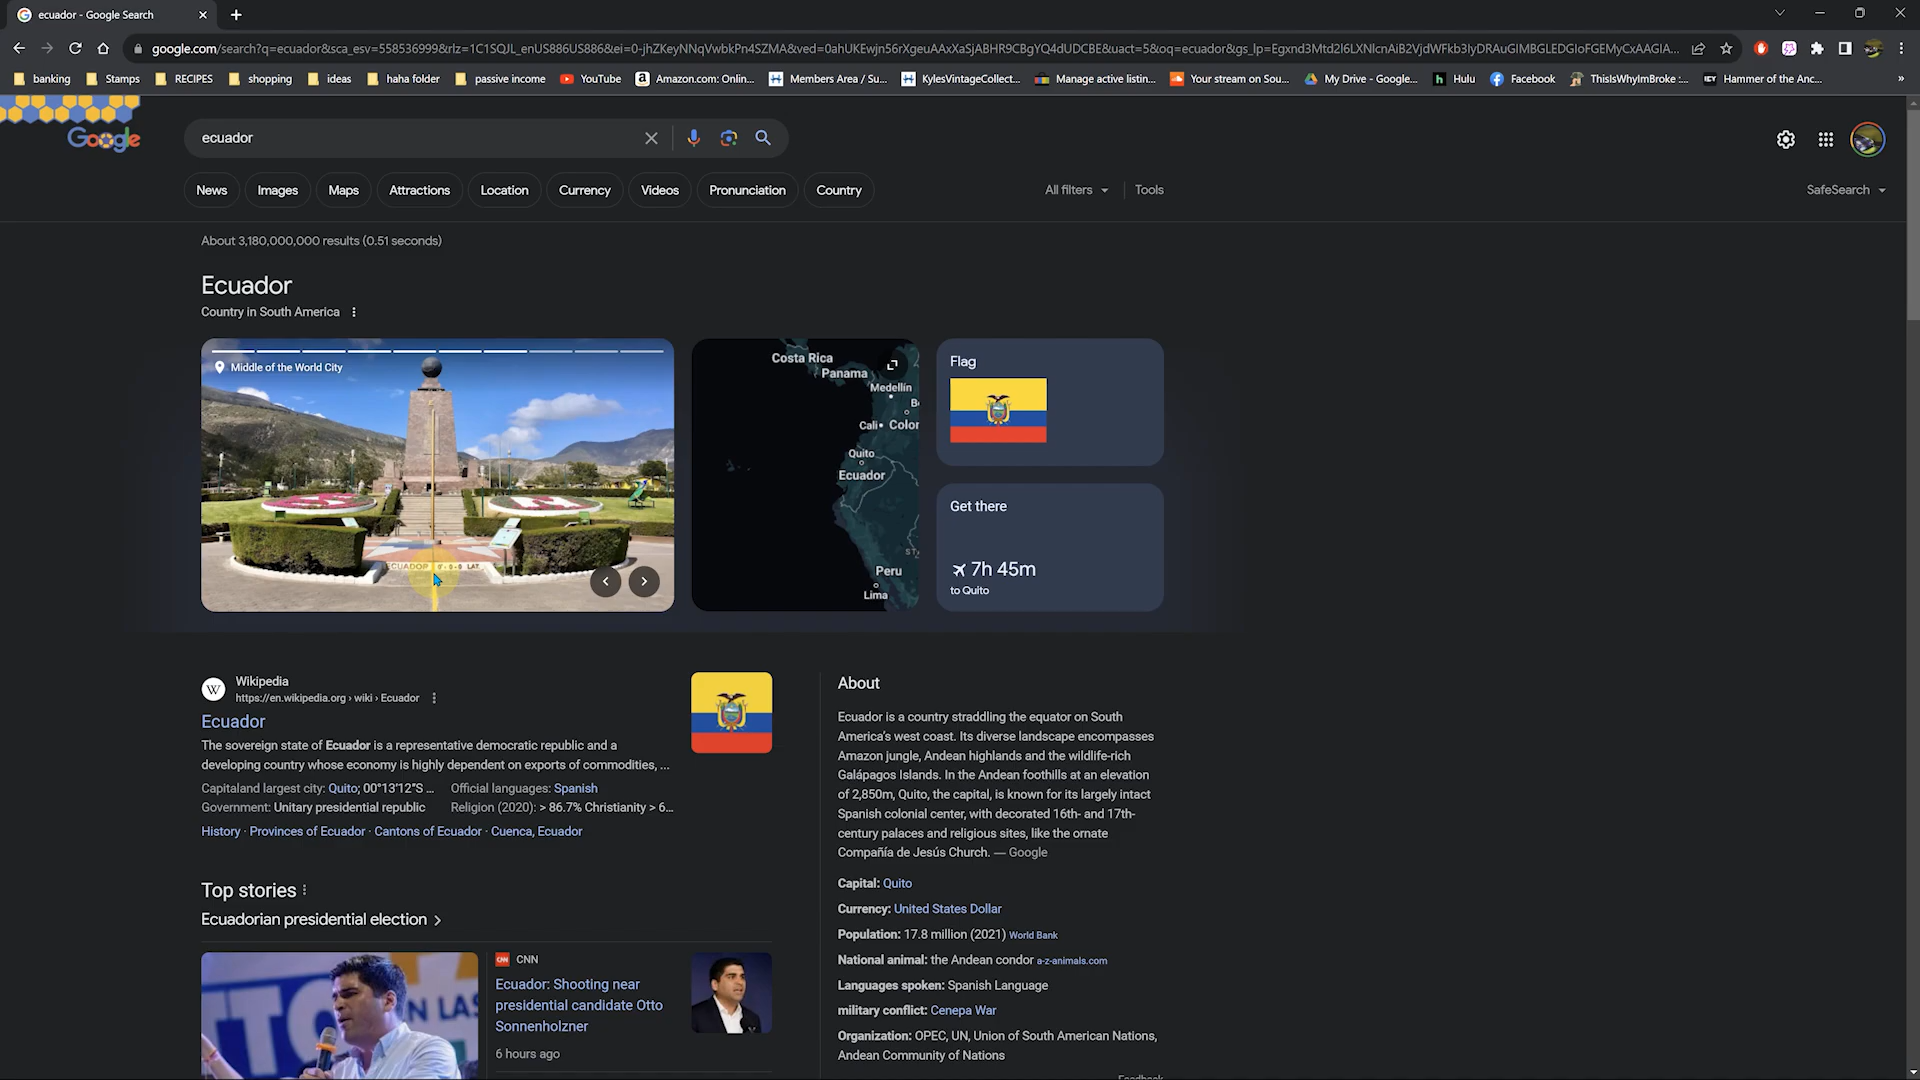 ecuador - Google Search
google.com/search?q=ecuador&sca_esv=558536999&rlz=1C1SQJL_enUS886US886&ei=0-jhZKeyNNqVwbkPn4SZMA&ved=0ahUKEwjn56rXgeuAAxXaSjABHR9CBgYQ4dUDCBE&uact=5&oq=ecuador&gs_lp=
banking
Stamps
RECIPES
shopping
ideas
haha folder
passive income
YouTube
Amazon.com: Onlin...
Members Area / Su...
KylesVintageCollect...
Manage active listin...
Your stream on Sou...
My Drive - Google...
Hulu
Facebook
ThisIsWhyImBroke :...
Hammer of the Anc...
Google
ecuador
News
Images
Maps
Attractions
Location
Currency
Videos
Pronunciation
Country
All filters
Tools
SafeSearch
About 3,180,000,000 results (0.51 seconds)
Ecuador
Country in South America
Middle of the World City
ECUADOR 0°-0'-0" LAT.
Costa Rica
Panama
Medellín
Cali
Quito
Ecuador
Peru
Lima
Flag
Get there
7h 45m
to Quito
Wikipedia
https://en.wikipedia.org › wiki › Ecuador
Ecuador
The sovereign state of Ecuador is a representative democratic republic and a
developing country whose economy is highly dependent on exports of commodities, ...
Capitaland largest city: Quito; 00°13′12″S ... Official languages: Spanish
Government: Unitary presidential republic Religion (2020): > 86.7% Christianity > 6...
History · Provinces of Ecuador · Cantons of Ecuador · Cuenca, Ecuador
Top stories
Ecuadorian presidential election
CNN
Ecuador: Shooting near
presidential candidate Otto
Sonnenholzner
6 hours ago
About
Ecuador is a country straddling the equator on South
America's west coast. Its diverse landscape encompasses
Amazon jungle, Andean highlands and the wildlife-rich
Galápagos Islands. In the Andean foothills at an elevation
of 2,850m, Quito, the capital, is known for its largely intact
Spanish colonial center, with decorated 16th- and 17th-
century palaces and religious sites, like the ornate
Compañía de Jesús Church. — Google
Capital: Quito
Currency: United States Dollar
Population: 17.8 million (2021) World Bank
National animal: the Andean condor a-z-animals.com
Languages spoken: Spanish Language
military conflict: Cenepa War
Organization: OPEC, UN, Union of South American Nations,
Andean Community of Nations